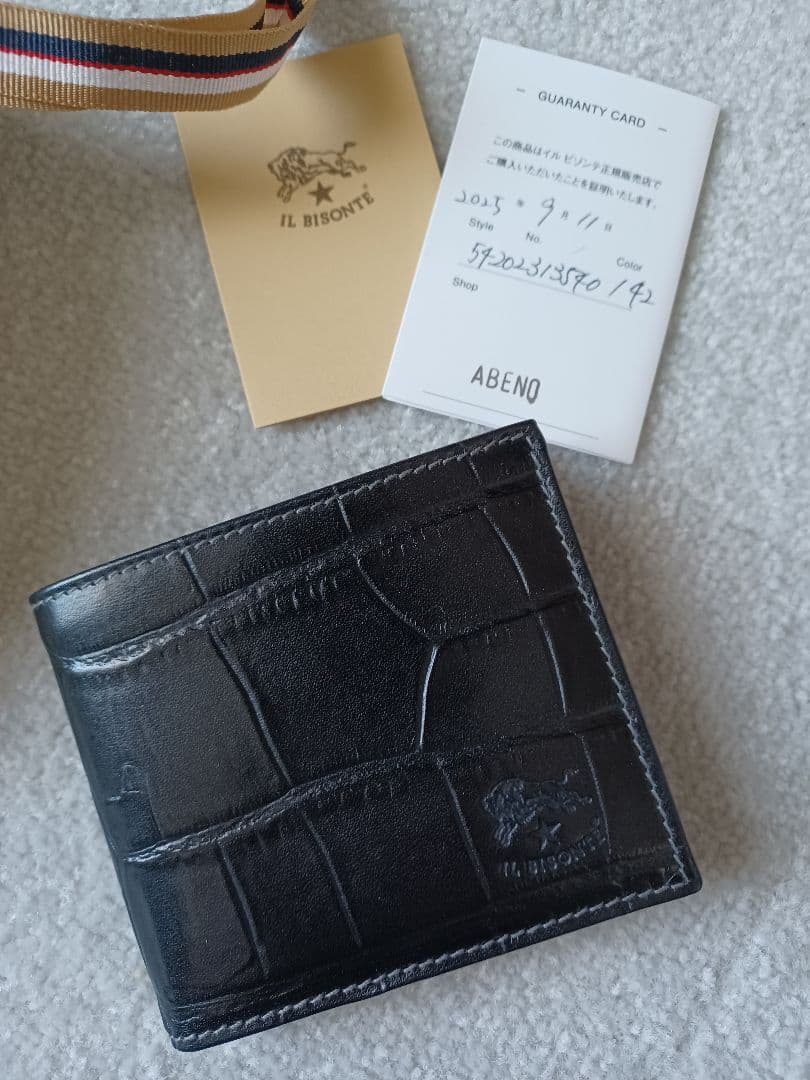 IL BISONTE®
- GUARANTY CARD -
この商品はイル ビゾンテ正規販売店で
ご購入いただいたことを証明いたします。
2025 年 9 月 11 日
Style No. Color
54202313540 142
Shop
ABENO
IL BISONTE®